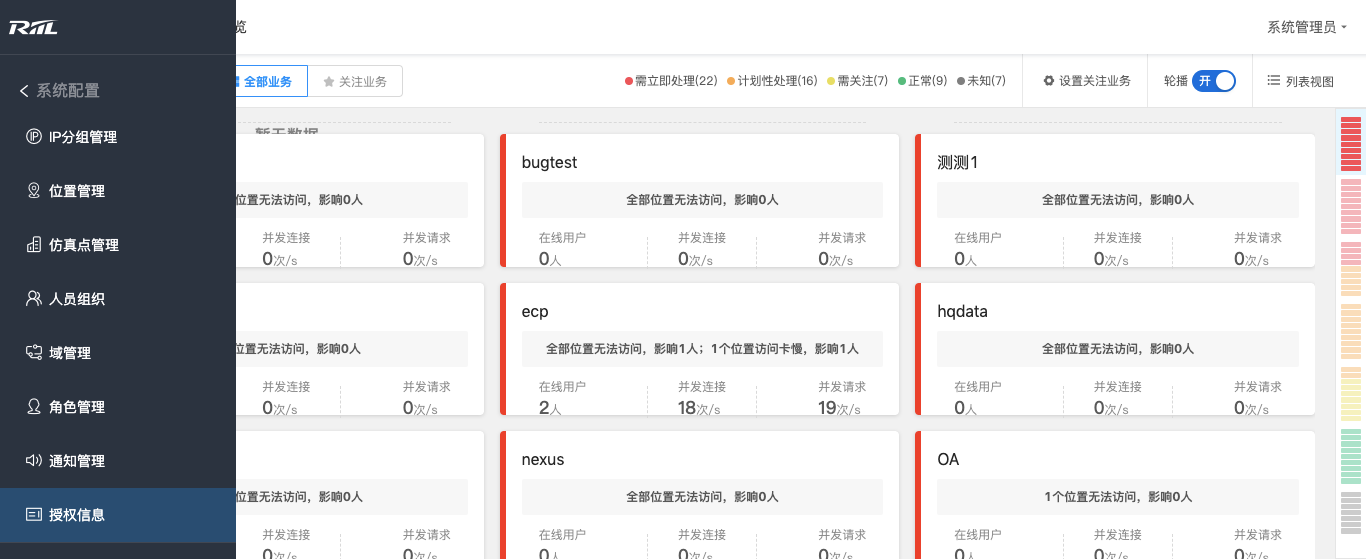 RIIL
览
系统管理员
系统配置
IP分组管理
位置管理
仿真点管理
人员组织
域管理
角色管理
通知管理
授权信息
全部业务
关注业务
需立即处理(22)
计划性处理(16)
需关注(7)
正常(9)
未知(7)
设置关注业务
轮播
开
列表视图
位置无法访问，影响0人
并发连接
并发请求
0次/s
0次/s
bugtest
全部位置无法访问，影响0人
在线用户
并发连接
并发请求
0人
0次/s
0次/s
测测1
全部位置无法访问，影响0人
在线用户
并发连接
并发请求
0人
0次/s
0次/s
位置无法访问，影响0人
并发连接
并发请求
0次/s
0次/s
ecp
全部位置无法访问，影响1人；1个位置访问卡慢，影响1人
在线用户
并发连接
并发请求
2人
18次/s
19次/s
hqdata
全部位置无法访问，影响0人
在线用户
并发连接
并发请求
0人
0次/s
0次/s
位置无法访问，影响0人
并发连接
并发请求
0次/s
0次/s
nexus
全部位置无法访问，影响0人
在线用户
并发连接
并发请求
0人
0次/s
0次/s
OA
1个位置无法访问，影响0人
在线用户
并发连接
并发请求
0人
0次/s
0次/s